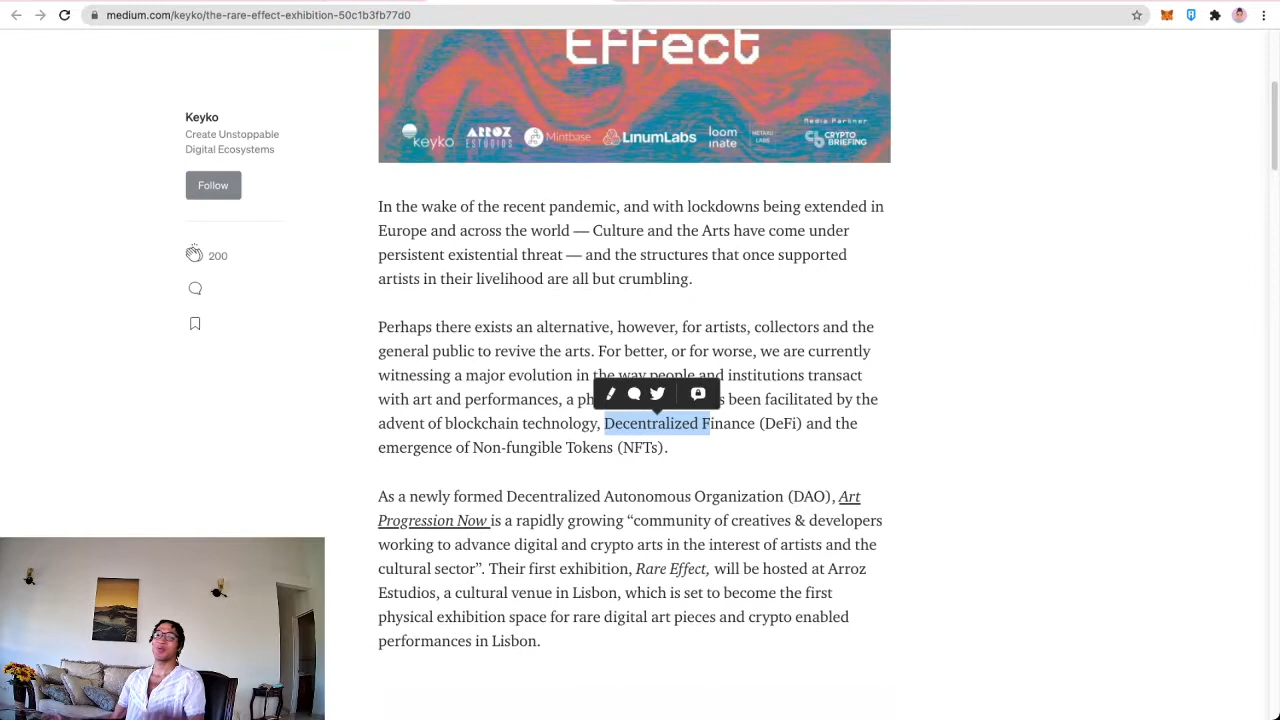 medium.com/keyko/the-rare-effect-exhibition-50c1b3fb77d0
Effect
keyko ARROZ ESTÚDIOS Mintbase LINUMLABS loominate METAXU LABS Media Partner CRYPTO BRIEFING
Keyko
Create Unstoppable
Digital Ecosystems
Follow
200
In the wake of the recent pandemic, and with lockdowns being extended in
Europe and across the world — Culture and the Arts have come under
persistent existential threat — and the structures that once supported
artists in their livelihood are all but crumbling.
Perhaps there exists an alternative, however, for artists, collectors and the
general public to revive the arts. For better, or for worse, we are currently
witnessing a major evolution in the way people and institutions transact
with art and performances, a ph s been facilitated by the
advent of blockchain technology, Decentralized Finance (DeFi) and the
emergence of Non-fungible Tokens (NFTs).
As a newly formed Decentralized Autonomous Organization (DAO), Art
Progression Now is a rapidly growing “community of creatives & developers
working to advance digital and crypto arts in the interest of artists and the
cultural sector”. Their first exhibition, Rare Effect, will be hosted at Arroz
Estudios, a cultural venue in Lisbon, which is set to become the first
physical exhibition space for rare digital art pieces and crypto enabled
performances in Lisbon.